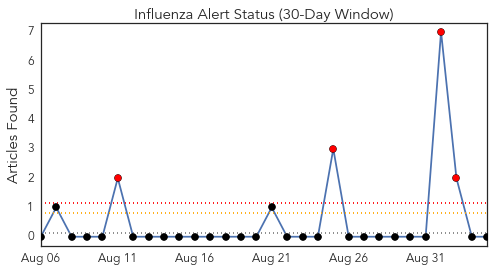 Influenza Alert Status (30-Day Window)
Articles Found
7
6
5
4
3
2
1
0
Aug 06 Aug 11 Aug 16 Aug 21 Aug 26 Aug 31